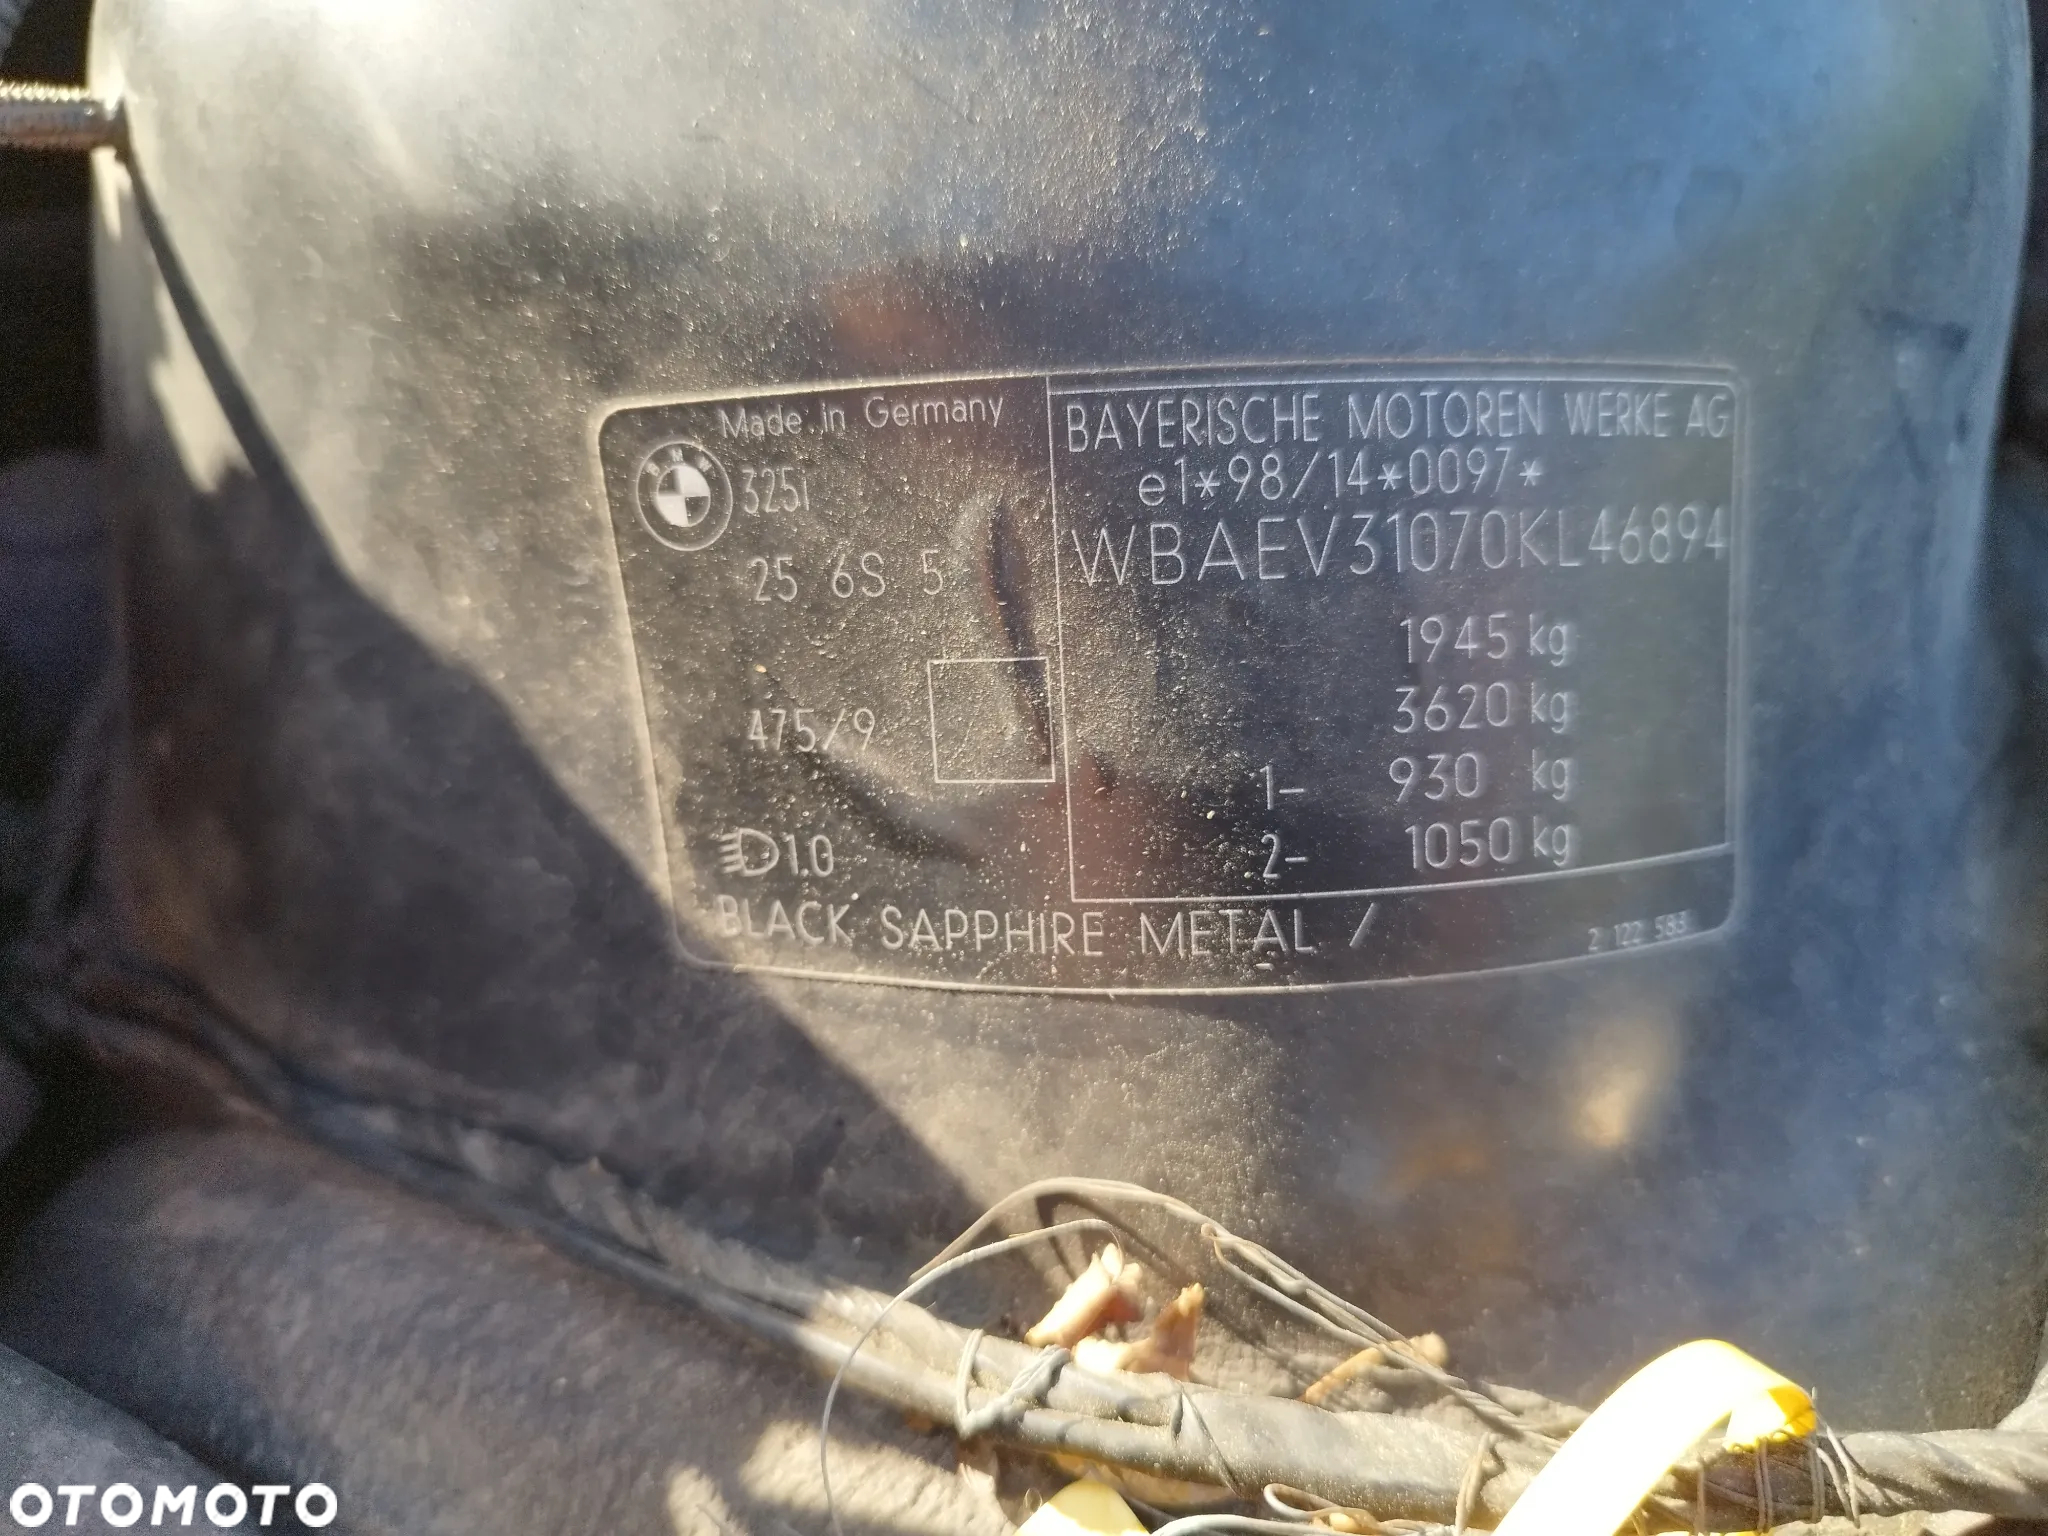 Made in Germany
BMW
325i
25 6S 5
475/9
1.0
BLACK SAPPHIRE METAL /
BAYERISCHE MOTOREN WERKE AG
e1*98/14*0097*
WBAEV31070KL46894
1945 kg
3620 kg
1- 930 kg
2- 1050 kg
2 122 583
OTOMOTO